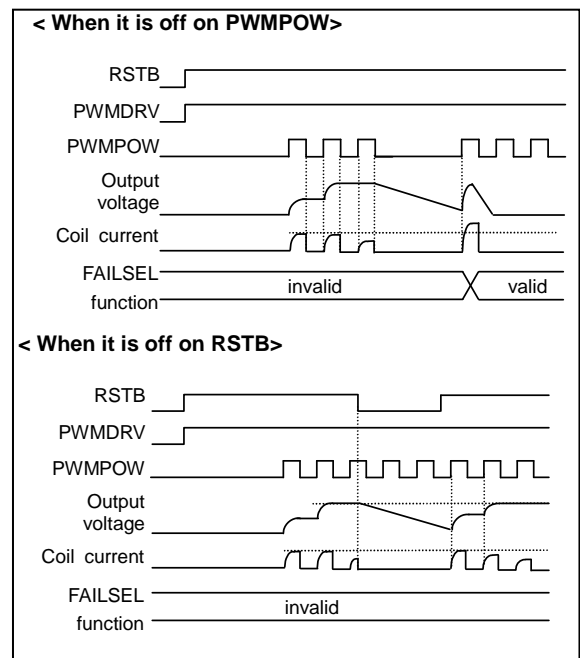 < When it is off on PWMPOW>
RSTB
PWMDRV
PWMPOW
Output
voltage
Coil current
FAILSEL
function
invalid
valid
< When it is off on RSTB>
RSTB
PWMDRV
PWMPOW
Output
voltage
Coil current
FAILSEL
function
invalid